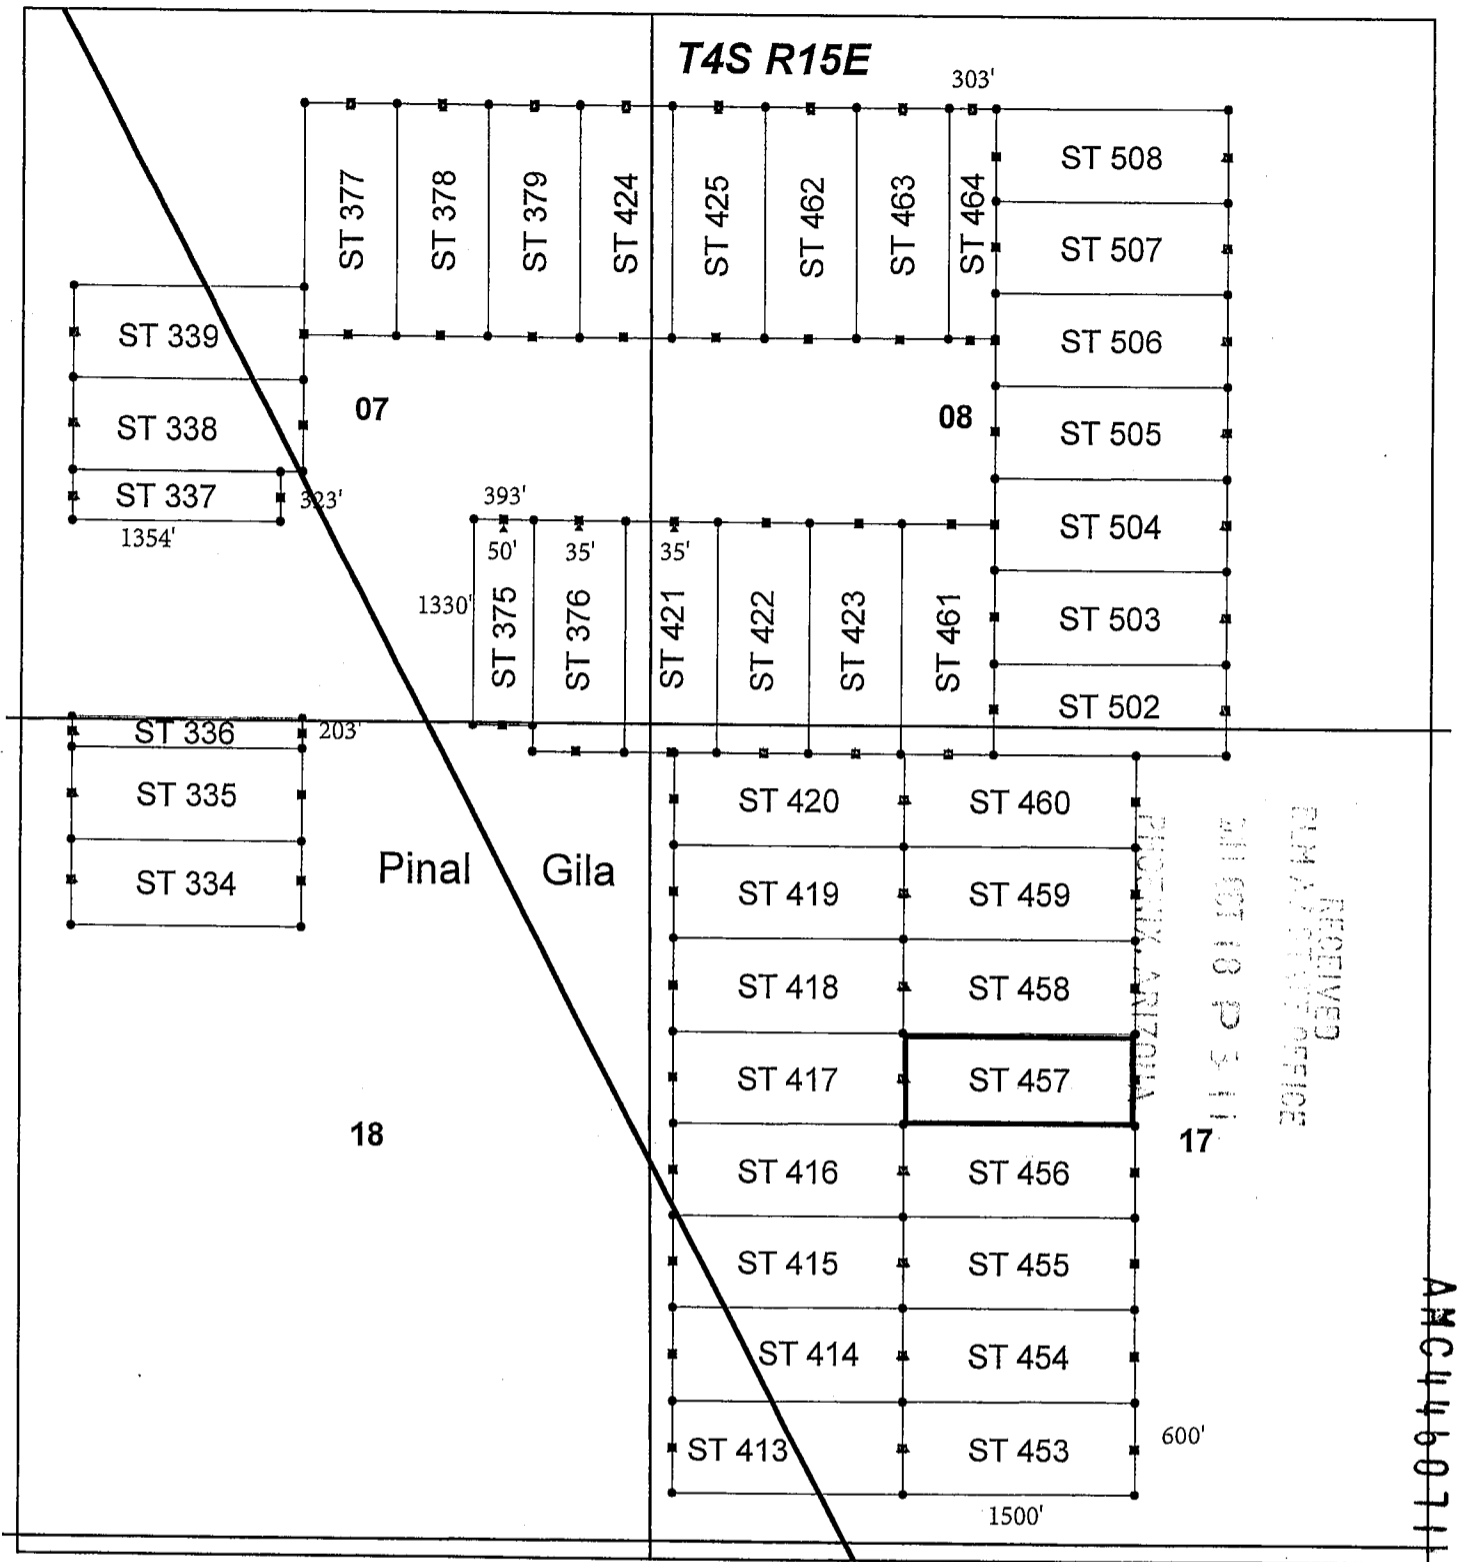 T4S R15E
303'
ST 377
ST 378
ST 379
ST 424
ST 425
ST 462
ST 463
ST 464
ST 508
ST 507
ST 506
ST 505
ST 504
ST 503
ST 502
ST 339
ST 338
ST 337
323'
1354'
07
08
393'
50'
35'
35'
1330'
ST 375
ST 376
ST 421
ST 422
ST 423
ST 461
ST 336
203'
ST 335
ST 334
Pinal
Gila
ST 420
ST 460
ST 419
ST 459
ST 418
ST 458
ST 417
ST 457
ST 416
ST 456
ST 415
ST 455
ST 414
ST 454
ST 413
ST 453
600'
1500'
18
17
RECEIVED
OFFICE
PHOENIX, ARIZONA